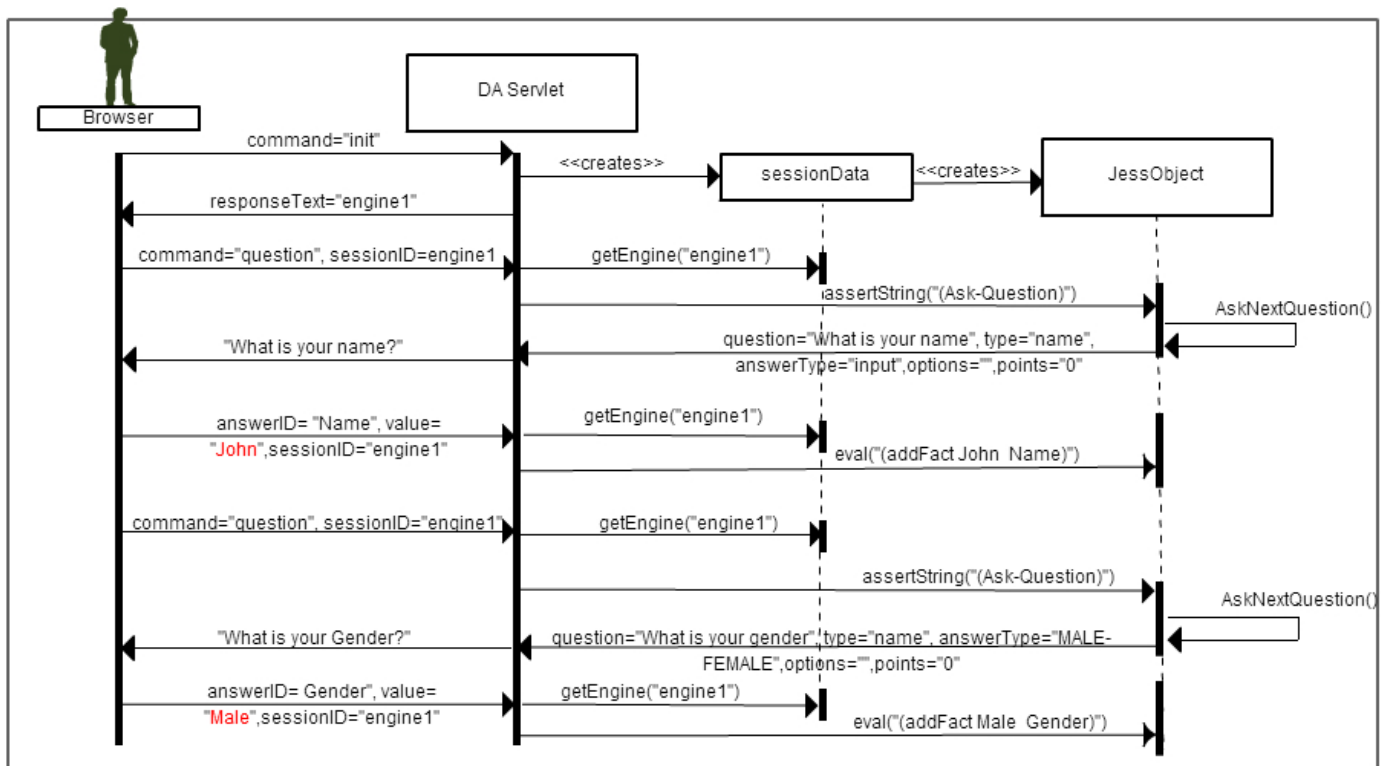 DA Servlet
Browser
command="init"
<<creates>>
sessionData
<<creates>>
JessObject
responseText="engine1"
command="question", sessionID=engine1
getEngine("engine1")
assertString("(Ask-Question)")
AskNextQuestion()
"What is your name?"
question="What is your name", type="name",
answerType="input",options="",points="0"
answerID= "Name", value=
"John",sessionID="engine1"
getEngine("engine1")
eval("(addFact John Name)")
command="question", sessionID="engine1"
getEngine("engine1")
assertString("(Ask-Question)")
AskNextQuestion()
"What is your Gender?"
question="What is your gender", type="name", answerType="MALE-
FEMALE",options="",points="0"
answerID= Gender", value=
"Male",sessionID="engine1"
getEngine("engine1")
eval("(addFact Male Gender)")